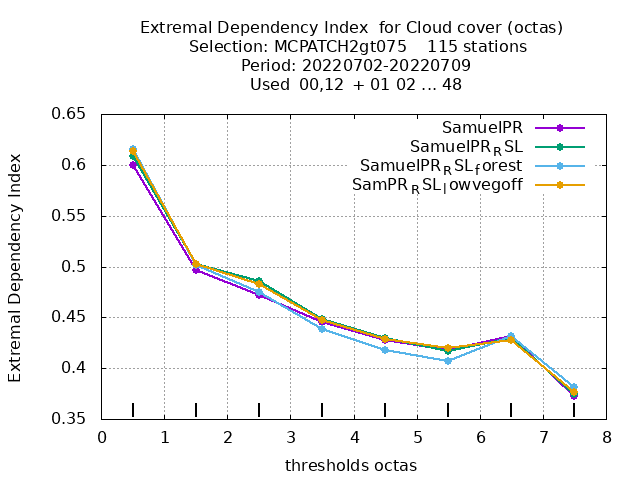 Extremal Dependency Index  for Cloud cover (octas)
Selection: MCPATCH2gt075    115 stations
Period: 20220702-20220709
Used  00,12  + 01 02 ... 48
Extremal Dependency Index
0.65
0.6
0.55
0.5
0.45
0.4
0.35
SamuelPR
SamuelPR_RSL
SamuelPR_RSL_forest
SamPR_RSL_lowvegoff
0 1 2 3 4 5 6 7 8
thresholds octas